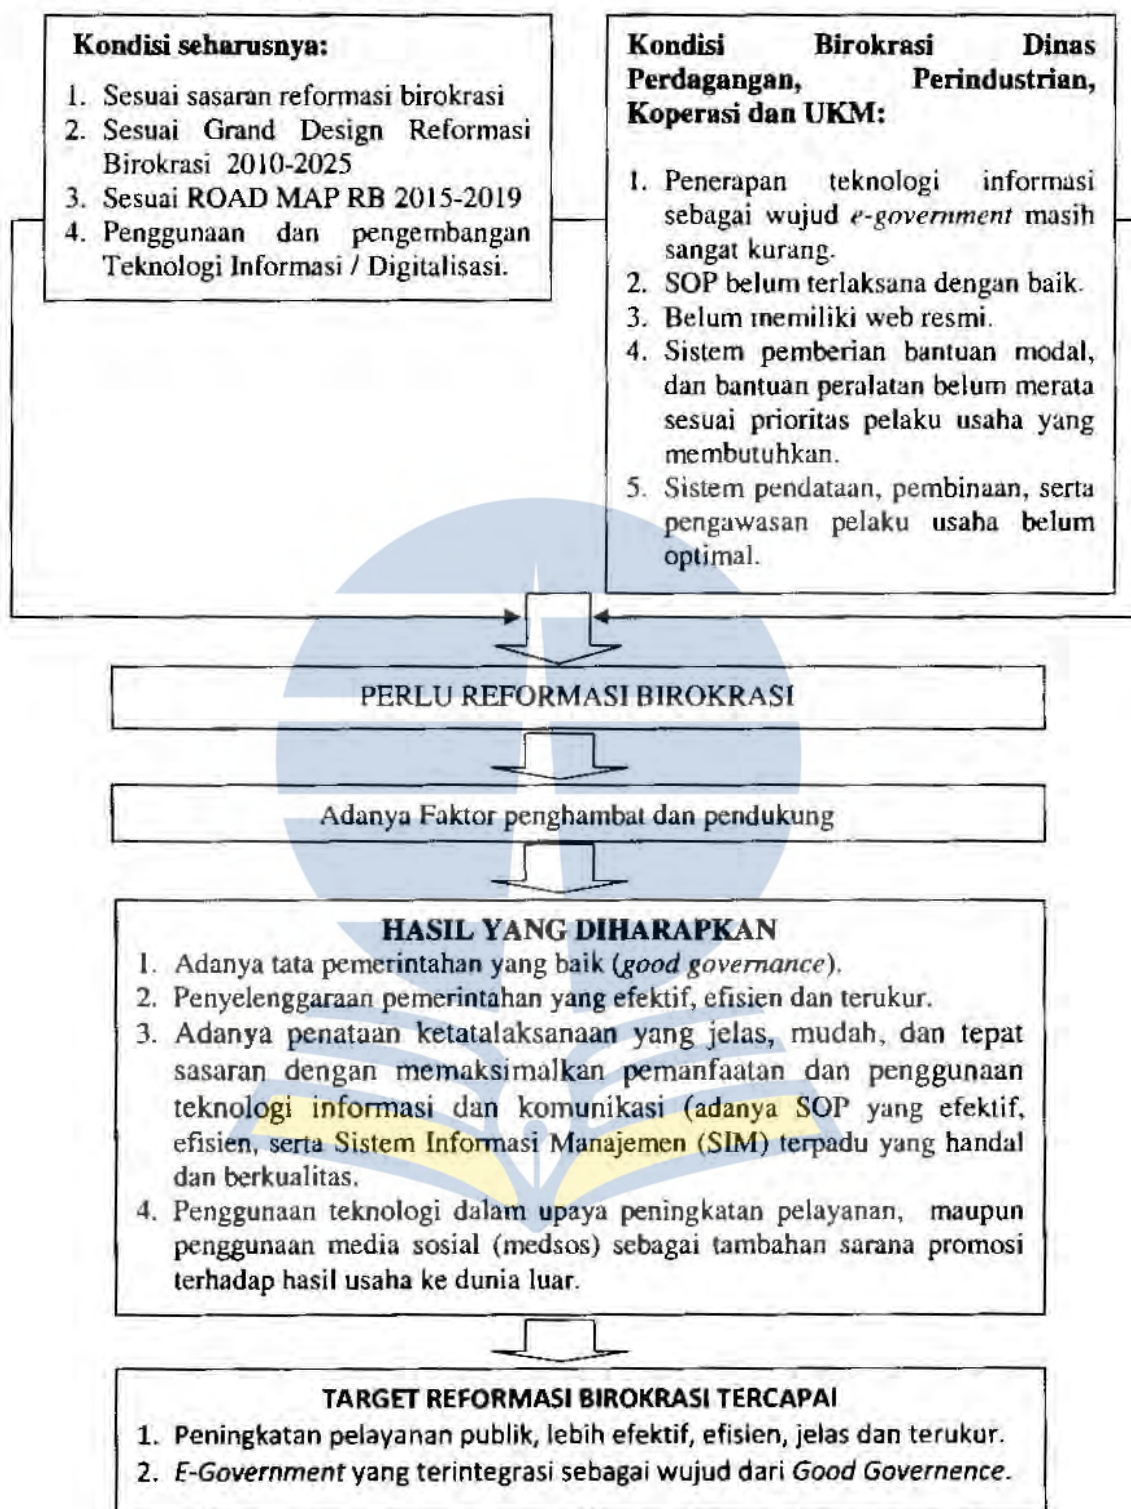 Kondisi seharusnya:
1. Sesuai sasaran reformasi birokrasi
2. Sesuai Grand Design Reformasi
Birokrasi 2010-2025
3. Sesuai ROAD MAP RB 2015-2019
4. Penggunaan dan pengembangan
Teknologi Informasi / Digitalisasi.
Kondisi Birokrasi Dinas
Perdagangan, Perindustrian,
Koperasi dan UKM:
1. Penerapan teknologi informasi
sebagai wujud e-government masih
sangat kurang.
2. SOP belum terlaksana dengan baik.
3. Belum memiliki web resmi.
4. Sistem pemberian bantuan modal,
dan bantuan peralatan belum merata
sesuai prioritas pelaku usaha yang
membutuhkan.
5. Sistem pendataan, pembinaan, serta
pengawasan pelaku usaha belum
optimal.
PERLU REFORMASI BIROKRASI
Adanya Faktor penghambat dan pendukung
HASIL YANG DIHARAPKAN
1. Adanya tata pemerintahan yang baik (good governance).
2. Penyelenggaraan pemerintahan yang efektif, efisien dan terukur.
3. Adanya penataan ketatalaksanaan yang jelas, mudah, dan tepat
sasaran dengan memaksimalkan pemanfaatan dan penggunaan
teknologi informasi dan komunikasi (adanya SOP yang efektif,
efisien, serta Sistem Informasi Manajemen (SIM) terpadu yang handal
dan berkualitas.
4. Penggunaan teknologi dalam upaya peningkatan pelayanan, maupun
penggunaan media sosial (medsos) sebagai tambahan sarana promosi
terhadap hasil usaha ke dunia luar.
TARGET REFORMASI BIROKRASI TERCAPAI
1. Peningkatan pelayanan publik, lebih efektif, efisien, jelas dan terukur.
2. E-Government yang terintegrasi sebagai wujud dari Good Governence.